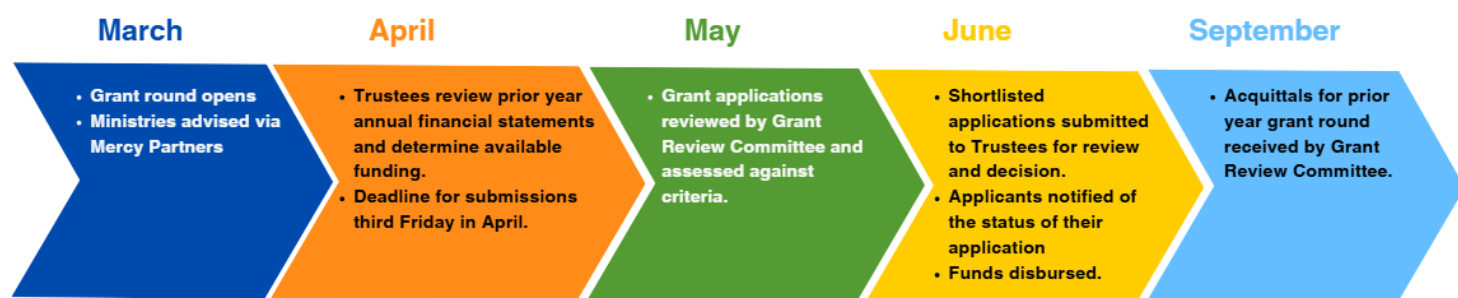 March
• Grant round opens
• Ministries advised via
Mercy Partners
April
• Trustees review prior year
annual financial statements
and determine available
funding.
• Deadline for submissions
third Friday in April.
May
• Grant applications
reviewed by Grant
Review Committee and
assessed against
criteria.
June
• Shortlisted
applications submitted
to Trustees for review
and decision.
• Applicants notified of
the status of their
application
• Funds disbursed.
September
• Acquittals for prior
year grant round
received by Grant
Review Committee.